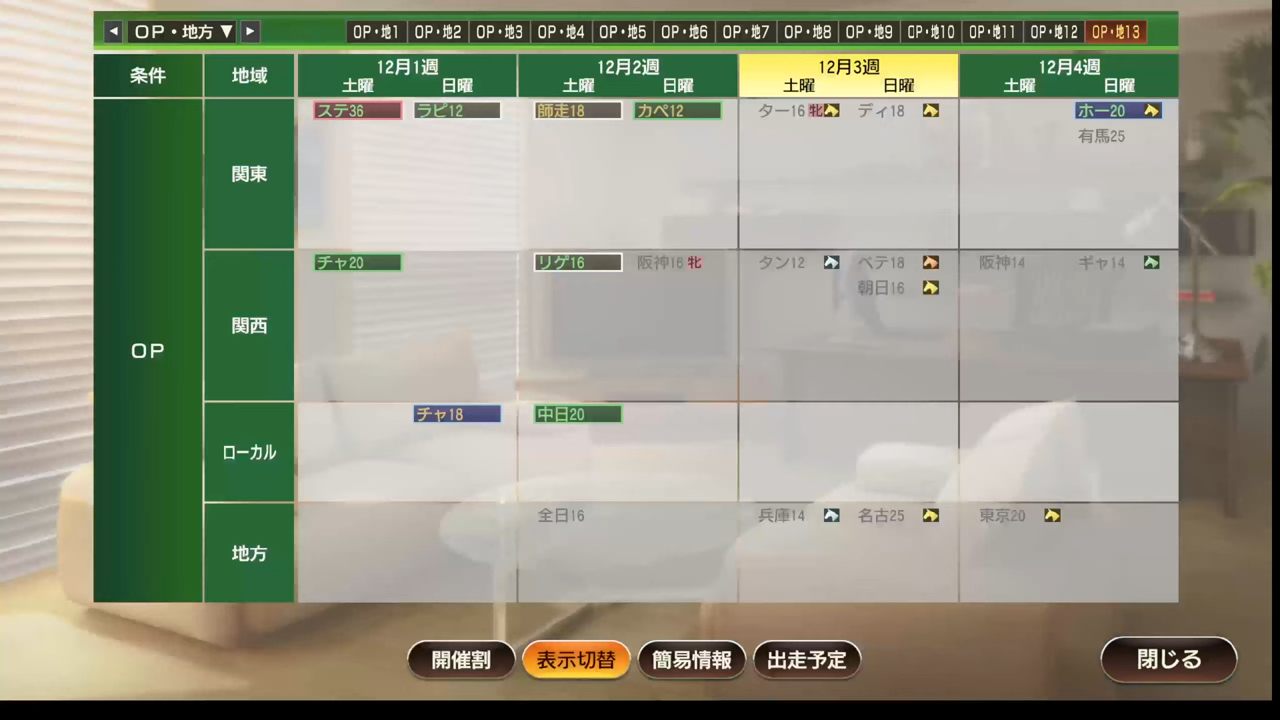 ◀ OP・地方▼ ▶ OP・地1 OP・地2 OP・地3 OP・地4 OP・地5 OP・地6 OP・地7 OP・地8 OP・地9 OP・地10 OP・地11 OP・地12 OP・地13
条件 地域 12月1週 12月2週 12月3週 12月4週
土曜 日曜 土曜 日曜 土曜 日曜 土曜 日曜
ステ36 ラピ12 師走18 カペ12 ター16 牝 ディ18 ホー20
有馬25
関東
チャ20 リゲ16 阪神16 牝 タン12 ベテ18 阪神14 ギャ14
朝日16
関西
OP
チャ18 中日20
ローカル
全日16 兵庫14 名古25 東京20
地方
開催割 表示切替 簡易情報 出走予定 閉じる